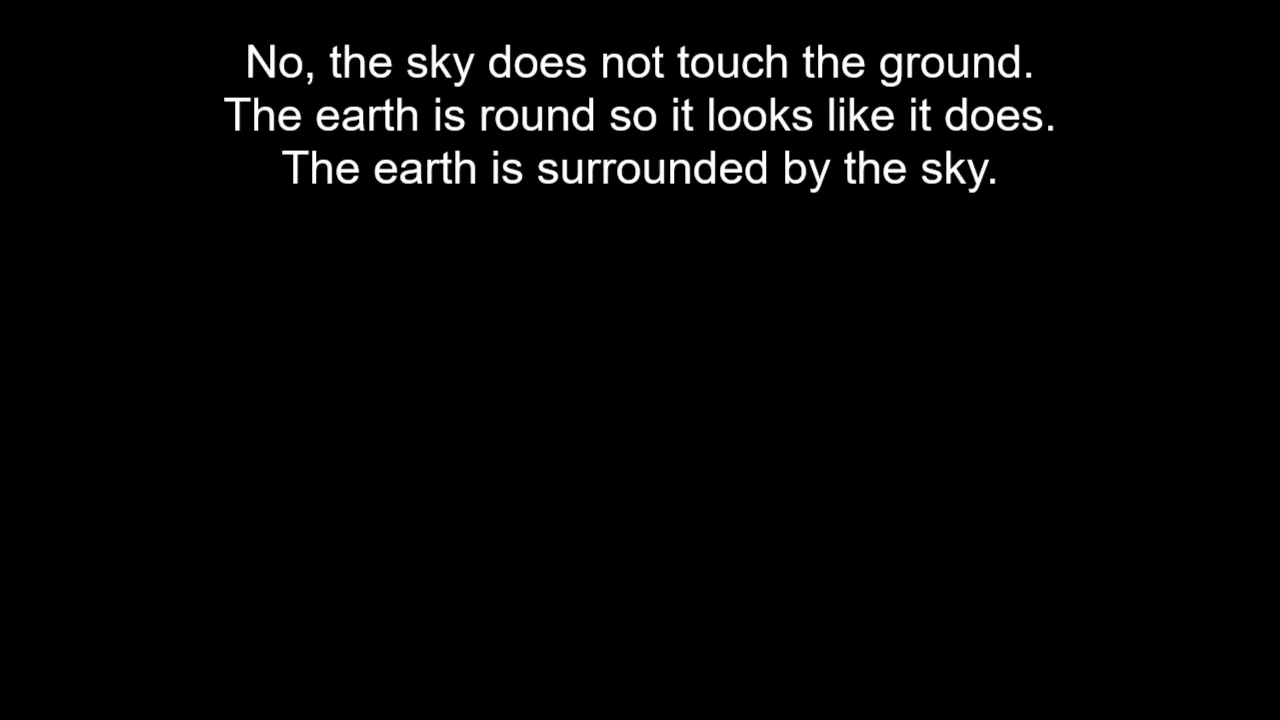 No, the sky does not touch the ground.
The earth is round so it looks like it does.
The earth is surrounded by the sky.